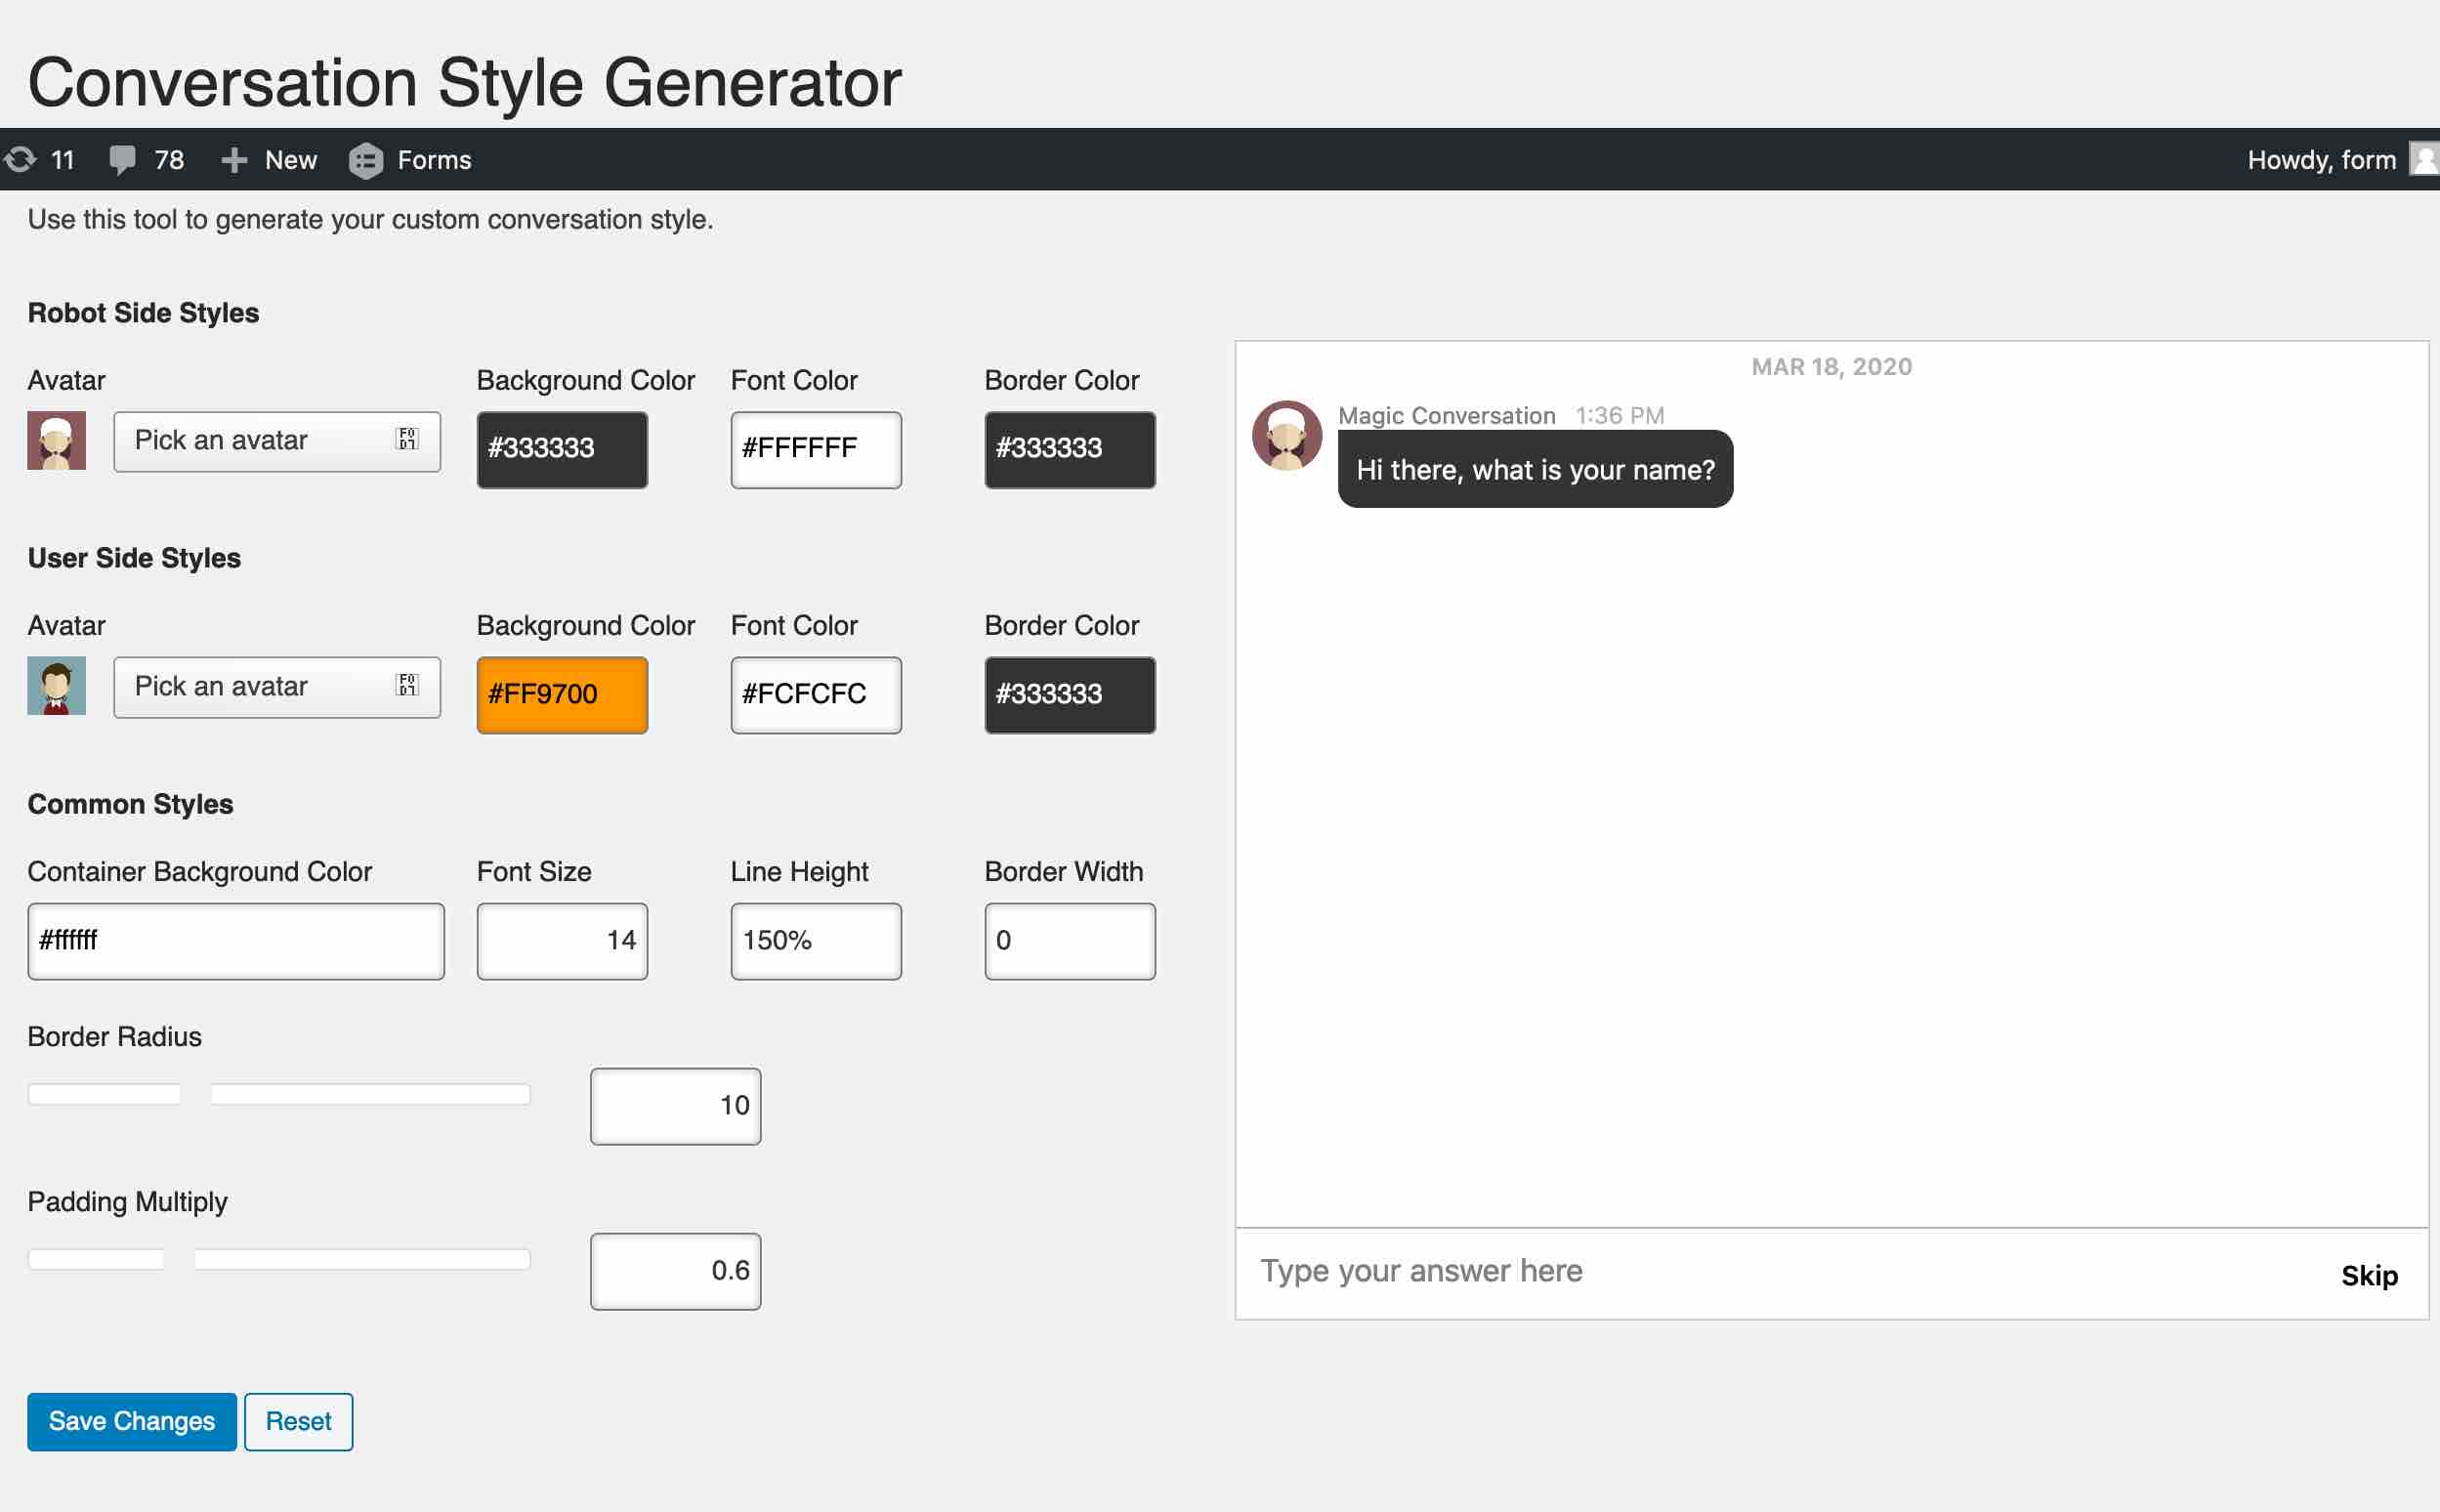 Conversation Style Generator
11 78 New Forms Howdy, form
Use this tool to generate your custom conversation style.
Robot Side Styles
Avatar Background Color Font Color Border Color
Pick an avatar #333333 #FFFFFF #333333
User Side Styles
Avatar Background Color Font Color Border Color
Pick an avatar #FF9700 #FCFCFC #333333
Common Styles
Container Background Color Font Size Line Height Border Width
#ffffff 14 150% 0
Border Radius
10
Padding Multiply
0.6
Save Changes Reset
MAR 18, 2020
Magic Conversation 1:36 PM
Hi there, what is your name?
Type your answer here Skip